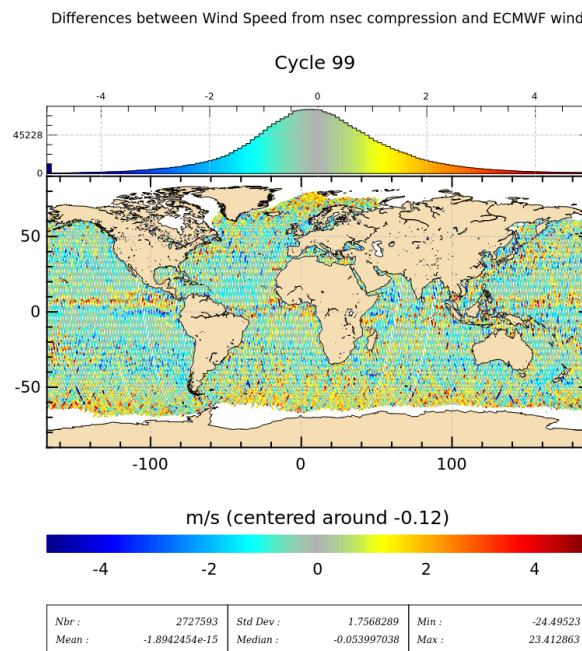 Differences between Wind Speed from nsec compression and ECMWF wind
Cycle 99
-4 -2 0 2 4
45228
0
50
0
-50
-100 0 100
m/s (centered around -0.12)
-4 -2 0 2 4
Nbr : 2727593 Std Dev : 1.7568289 Min : -24.49523
Mean : -1.8942454e-15 Median : -0.053997038 Max : 23.412863